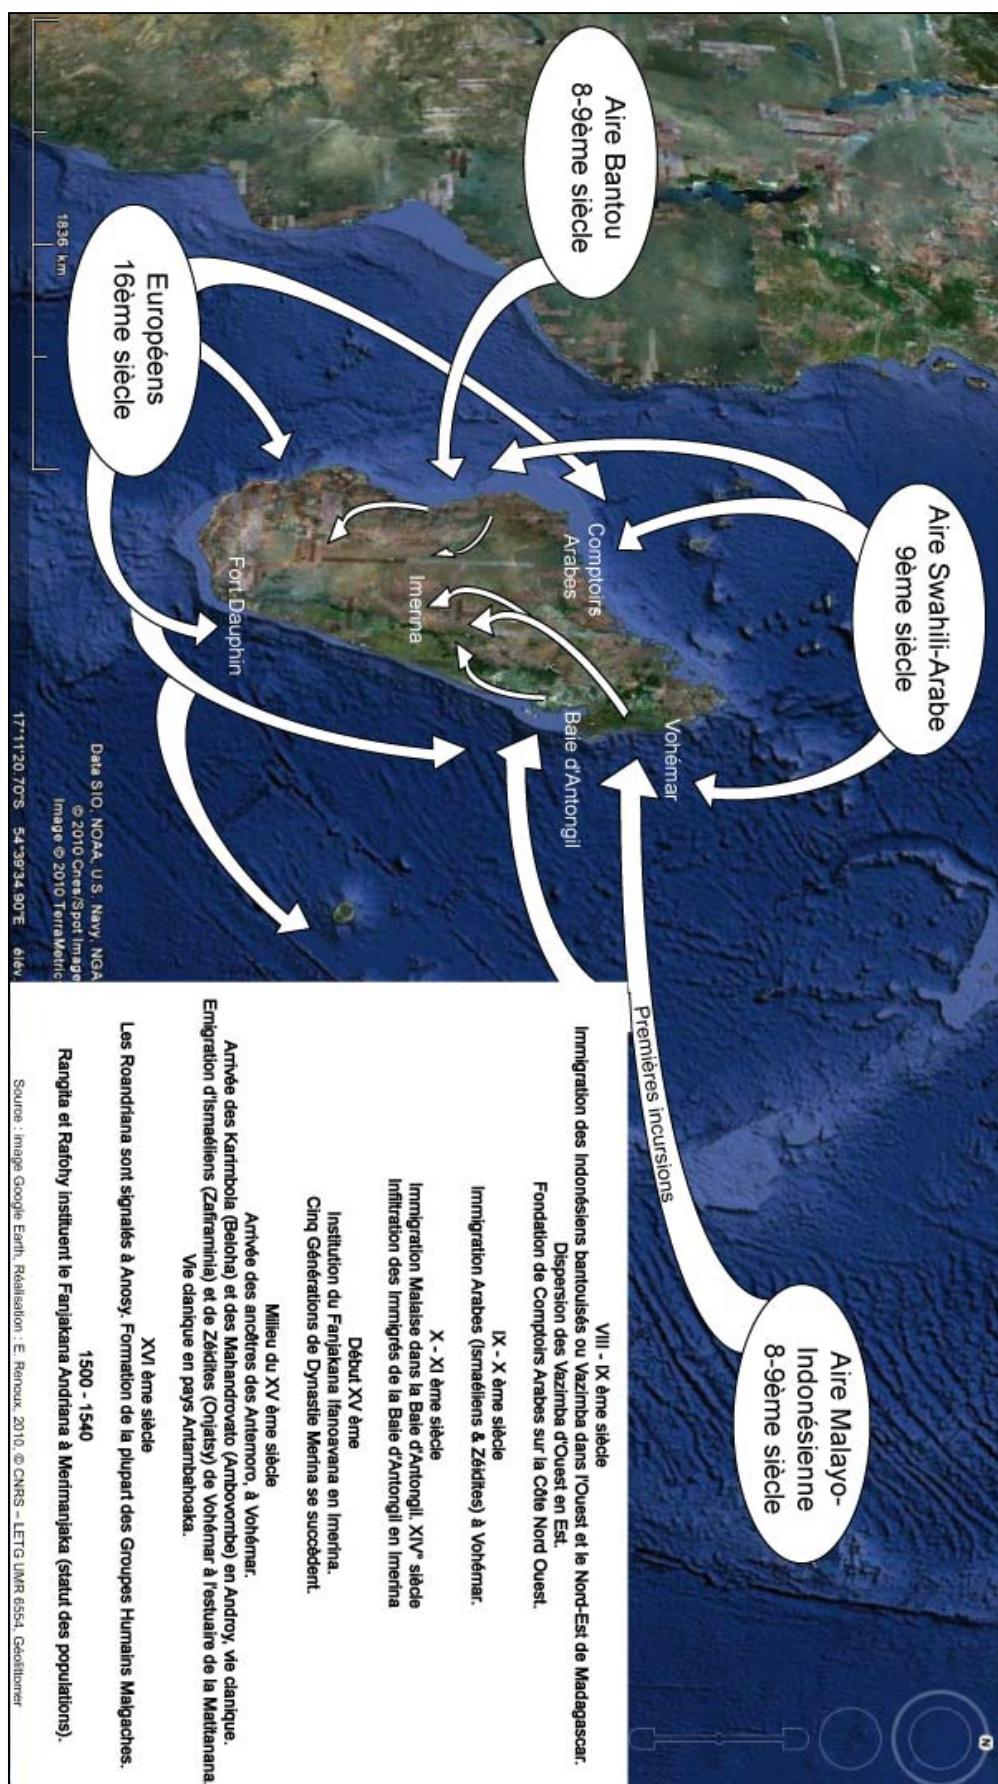 Aire Bantou
8-9ème siècle
Aire Swahili-Arabe
9ème siècle
Aire Malayo-
Indonésienne
8-9ème siècle
Européens
16ème siècle
Premières incursions
Vohémar
Comptoirs
Arabes
Baie d'Antongil
Imenna
Fort Dauphin
1836 km
N
Data SIO, NOAA, U.S. Navy, NGA
© 2010 Cnes/Spot Image
Image © 2010 TerraMetric
17°11'20.70"S 54°39'34.90"E élév.
VIII - IX ème siècle
Immigration des Indonésiens bantouisés ou Vazimba dans l'Ouest et le Nord-Est de Madagascar.
Dispersion des Vazimba d'Ouest en Est.
Fondation de Comptoirs Arabes sur la Côte Nord Ouest.
IX - X ème siècle
Immigration Arabes (Ismaéliens & Zéidites) à Vohémar.
X - XI ème siècle
Immigration Malaise dans la Baie d'Antongil. XIV° siècle
Infiltration des Immigrés de la Baie d'Antongil en Imerina
Début XV ème
Institution du Fanjakana Ifanoavana en Imerina.
Cinq Générations de Dynastie Merina se succèdent.
Milieu du XV ème siècle
Arrivée des ancêtres des Antemoro, à Vohémar.
Arrivée des Karimbola (Beloha) et des Mahandrovato (Ambovombe) en Androy, vie clanique.
Emigration d'Ismaéliens (Zafiraminia) et de Zéidites (Onjatsy) de Vohémar à l'estuaire de la Matitanana
Vie clanique en pays Antambahoaka.
XVI ème siècle
Les Roandriana sont signalés à Anosy. Formation de la plupart des Groupes Humains Malgaches.
1500 - 1540
Rangita et Rafohy instituent le Fanjakana Andriana à Merimanjaka (statut des populations).
Source : image Google Earth, Réalisation : E. Renoux, 2010, © CNRS – LETG UMR 6554, Géolittomer